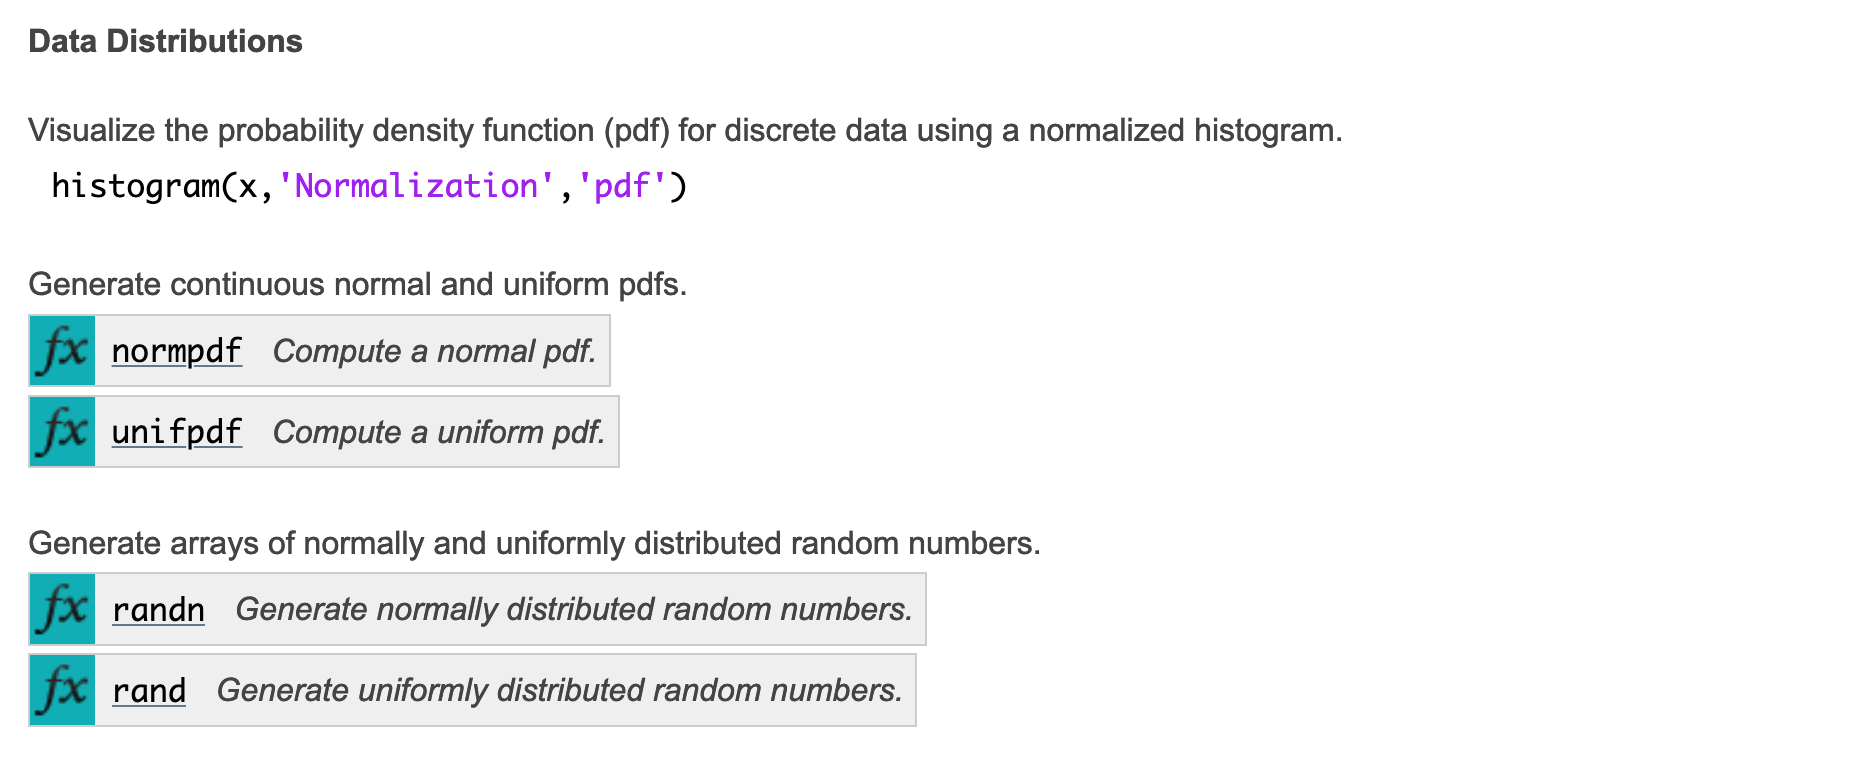 Data Distributions
Visualize the probability density function (pdf) for discrete data using a normalized histogram.
histogram(x,'Normalization','pdf')
Generate continuous normal and uniform pdfs.
fx normpdf Compute a normal pdf.
fx unifpdf Compute a uniform pdf.
Generate arrays of normally and uniformly distributed random numbers.
fx randn Generate normally distributed random numbers.
fx rand Generate uniformly distributed random numbers.